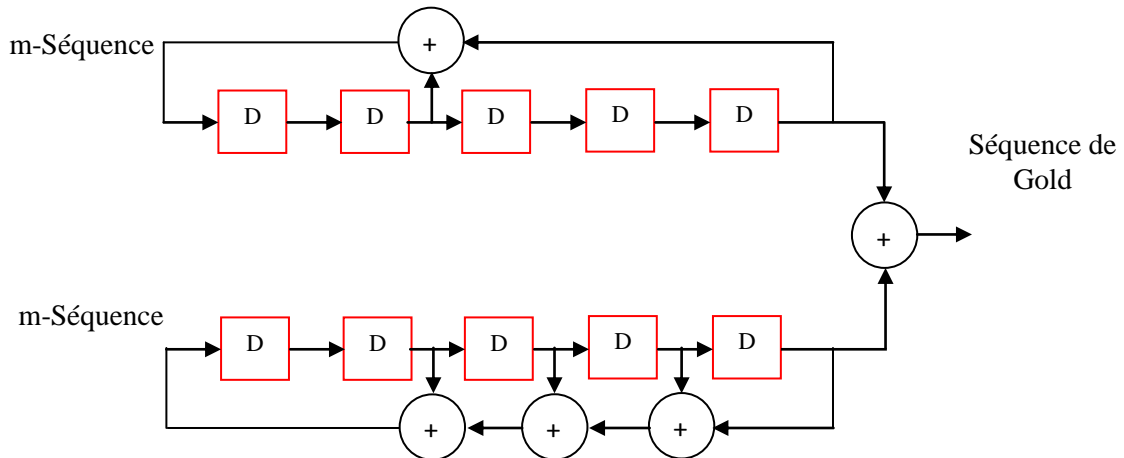 m-Séquence
+
D D D D D
Séquence de
Gold
+
m-Séquence
D D D D D
+ + +